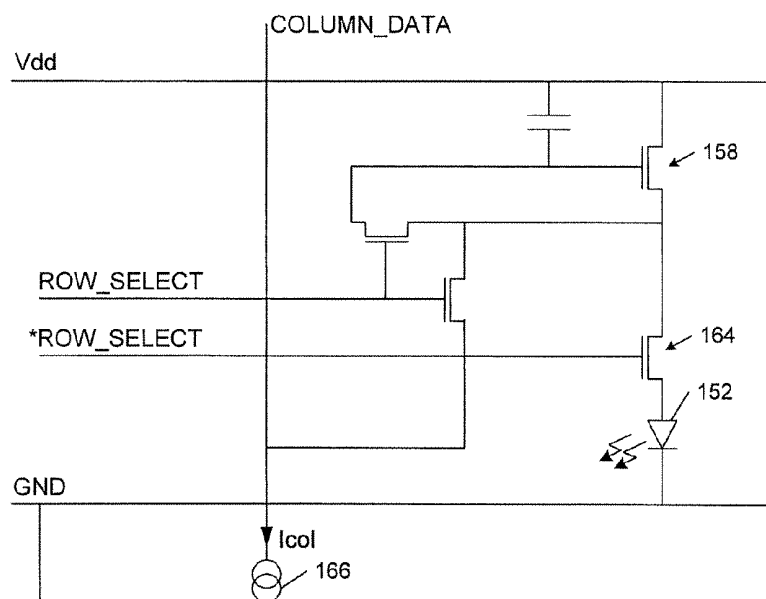 COLUMN_DATA
Vdd
158
ROW_SELECT
*ROW_SELECT
164
152
GND
Icol
166